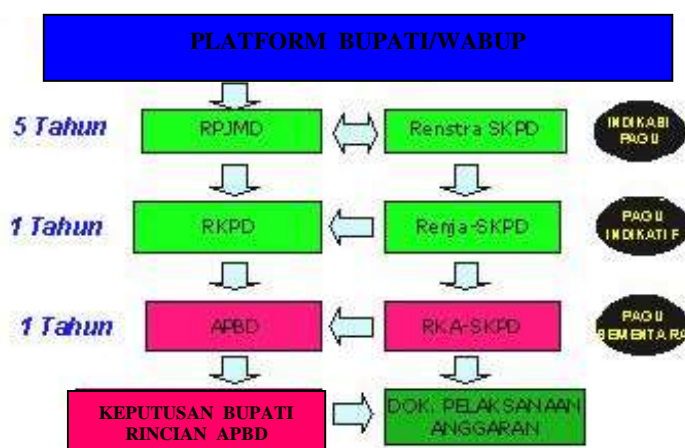 PLATFORM BUPATI/WABUP
5 Tahun
RPJMD
Renstra SKPD
INDIKASI
PAGU
1 Tahun
RKPD
Renja-SKPD
PAGU
INDIKATIF
1 Tahun
APBD
RKA-SKPD
PAGU
SEMENTARA
KEPUTUSAN BUPATI
RINCIAN APBD
DOK. PELAKSANAAN
ANGGARAN